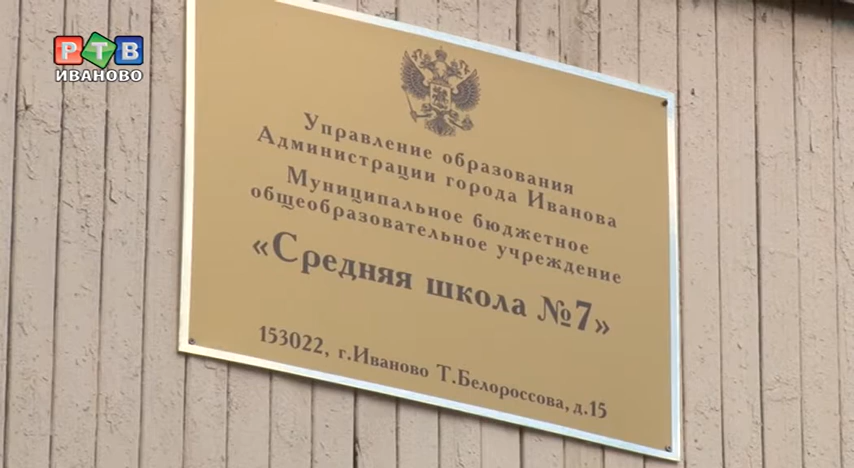 РТВ
ИВАНОВО
Управление образования
Администрации города Иванова
Муниципальное бюджетное
общеобразовательное учреждение
«Средняя школа №7»
153022, г.Иваново Т.Белороссова, д.15